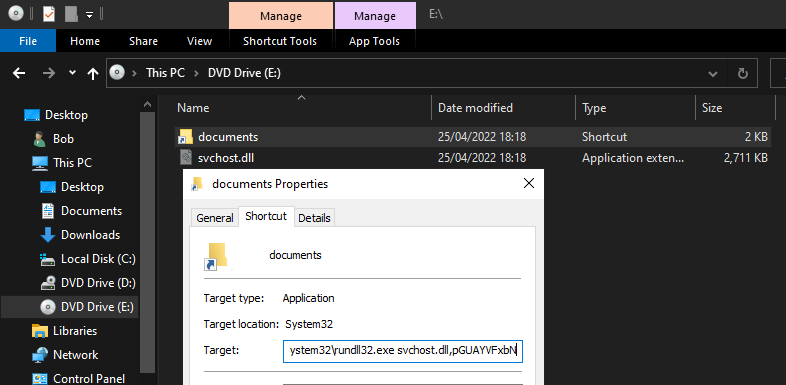 Manage Manage E:\
File Home Share View Shortcut Tools App Tools
This PC DVD Drive (E:)
Name Date modified Type Size
Desktop
documents 25/04/2022 18:18 Shortcut 2 KB
Bob
svchost.dll 25/04/2022 18:18 Application exten... 2,711 KB
This PC
Desktop
Documents
Downloads
Local Disk (C:)
DVD Drive (D:)
DVD Drive (E:)
Libraries
Network
Control Panel
documents Properties
General Shortcut Details
documents
Target type: Application
Target location: System32
Target: ystem32\rundll32.exe svchost.dll,pGUAYVFxbN